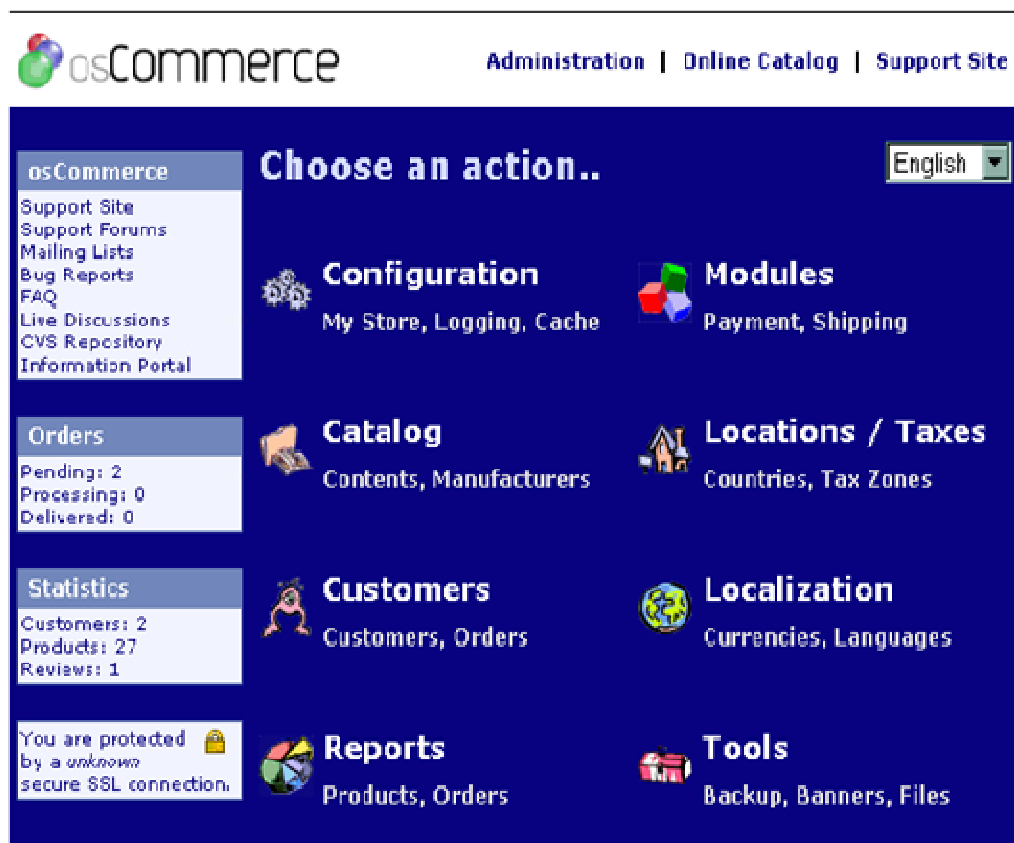 osCommerce
Administration | Online Catalog | Support Site
osCommerce
Support Site
Support Forums
Mailing Lists
Bug Reports
FAQ
Live Discussions
CVS Repository
Information Portal
Orders
Pending: 2
Processing: 0
Delivered: 0
Statistics
Customers: 2
Products: 27
Reviews: 1
You are protected
by a unknown
secure SSL connection.
Choose an action..
English
Configuration
My Store, Logging, Cache
Modules
Payment, Shipping
Catalog
Contents, Manufacturers
Locations / Taxes
Countries, Tax Zones
Customers
Customers, Orders
Localization
Currencies, Languages
Reports
Products, Orders
Tools
Backup, Banners, Files